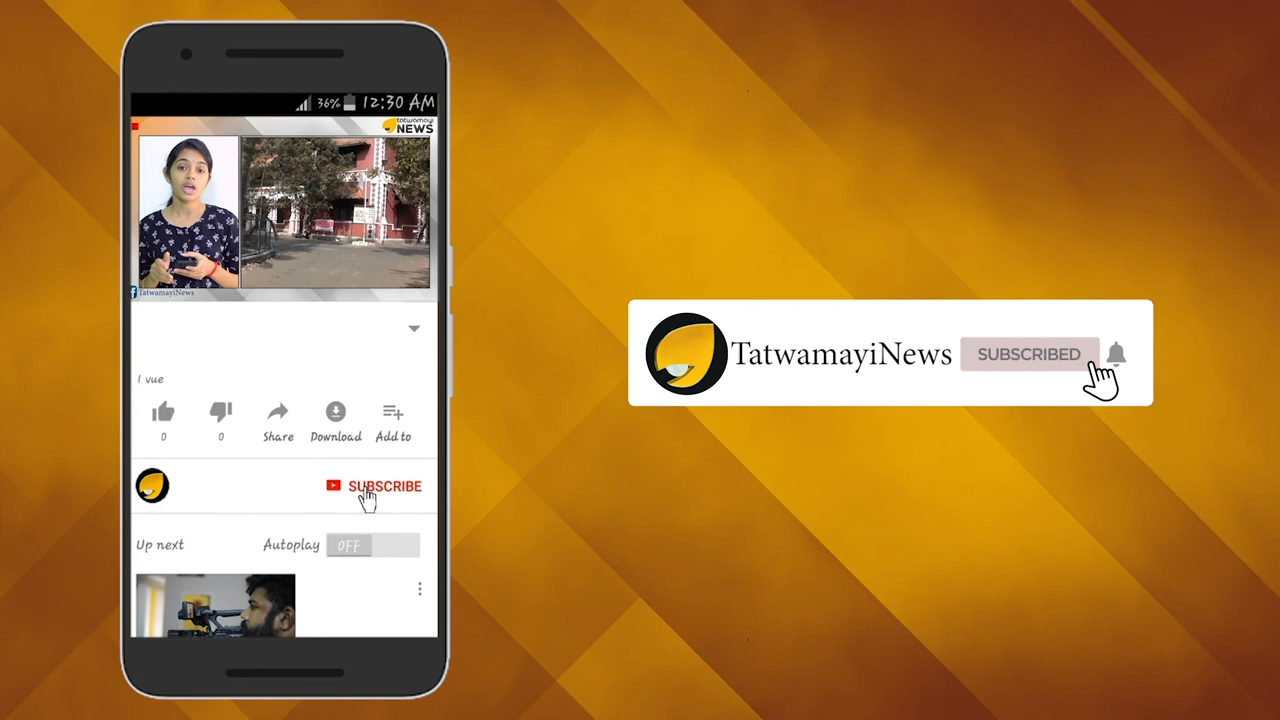 36% 12:30 AM
tatwamayi
NEWS
TatwamayiNews
1 vue
0 0 Share Download Add to
SUBSCRIBE
Up next Autoplay OFF
TatwamayiNews SUBSCRIBED